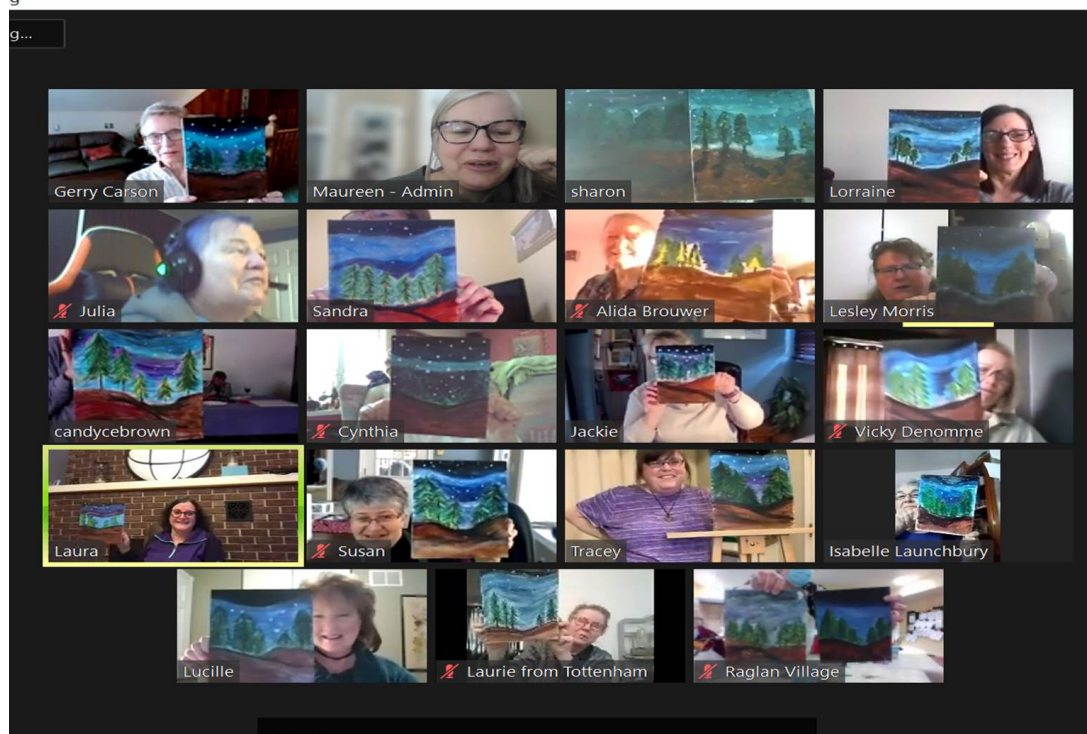 g...
Gerry Carson
Maureen - Admin
sharon
Lorraine
Julia
Sandra
Alida Brouwer
Lesley Morris
candycebrown
Cynthia
Jackie
Vicky Denomme
Laura
Susan
Tracey
Isabelle Launchbury
Lucille
Laurie from Tottenham
Raglan Village